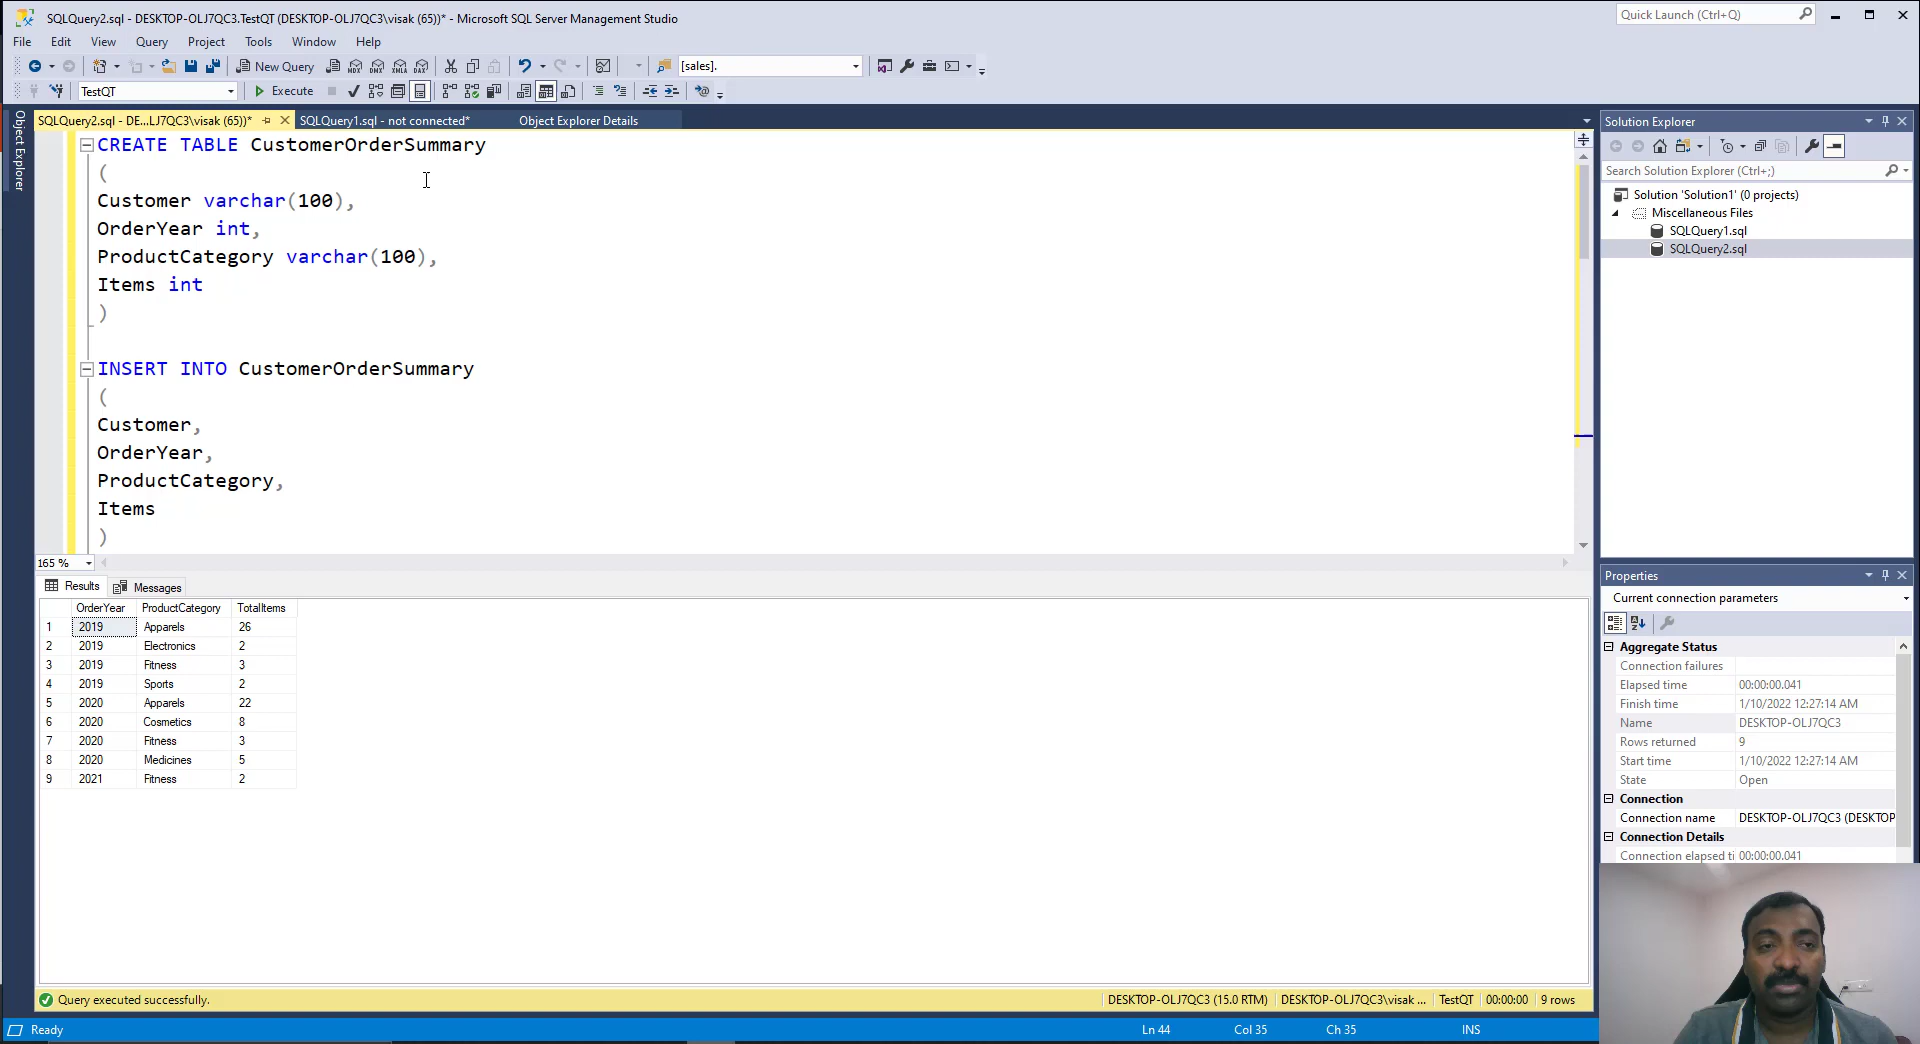 SQLQuery2.sql - DESKTOP-OLJ7QC3.TestQT (DESKTOP-OLJ7QC3\visak (65))* - Microsoft SQL Server Management Studio
Quick Launch (Ctrl+Q)
File Edit View Query Project Tools Window Help
New Query
MDX DMX XMLA DAX
[sales].
TestQT
Execute
Object Explorer
SQLQuery2.sql - DE...LJ7QC3\visak (65))*
SQLQuery1.sql - not connected*
Object Explorer Details
CREATE TABLE CustomerOrderSummary
(
Customer varchar(100),
OrderYear int,
ProductCategory varchar(100),
Items int
)
INSERT INTO CustomerOrderSummary
(
Customer,
OrderYear,
ProductCategory,
Items
)
165 %
Results Messages
OrderYear ProductCategory TotalItems
1 2019 Apparels 26
2 2019 Electronics 2
3 2019 Fitness 3
4 2019 Sports 2
5 2020 Apparels 22
6 2020 Cosmetics 8
7 2020 Fitness 3
8 2020 Medicines 5
9 2021 Fitness 2
Query executed successfully.
DESKTOP-OLJ7QC3 (15.0 RTM) DESKTOP-OLJ7QC3\visak ... TestQT 00:00:00 9 rows
Ready
Ln 44 Col 35 Ch 35 INS
Solution Explorer
Search Solution Explorer (Ctrl+;)
Solution 'Solution1' (0 projects)
Miscellaneous Files
SQLQuery1.sql
SQLQuery2.sql
Properties
Current connection parameters
Aggregate Status
Connection failures
Elapsed time 00:00:00.041
Finish time 1/10/2022 12:27:14 AM
Name DESKTOP-OLJ7QC3
Rows returned 9
Start time 1/10/2022 12:27:14 AM
State Open
Connection
Connection name DESKTOP-OLJ7QC3 (DESKTOP
Connection Details
Connection elapsed ti 00:00:00.041